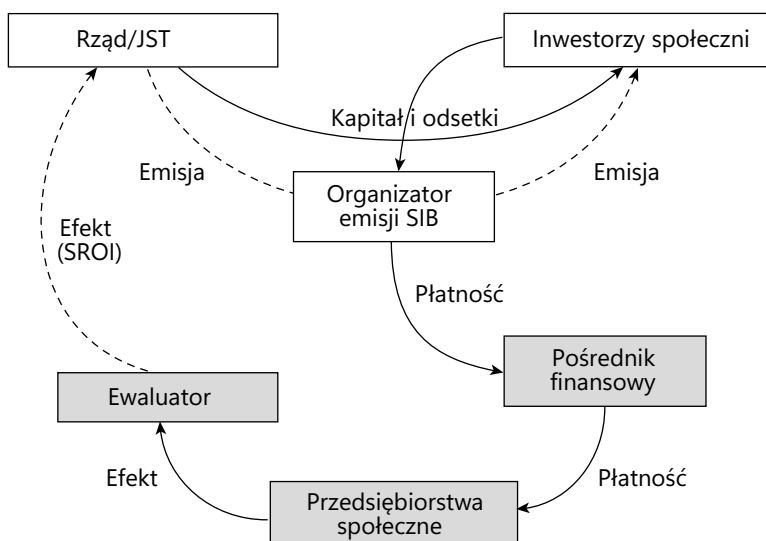 Rząd/JST
Inwestorzy społeczni
Kapitał i odsetki
Emisja
Emisja
Organizator
emisji SIB
Efekt
(SROI)
Płatność
Pośrednik
finansowy
Ewaluator
Efekt
Płatność
Przedsiębiorstwa
społeczne